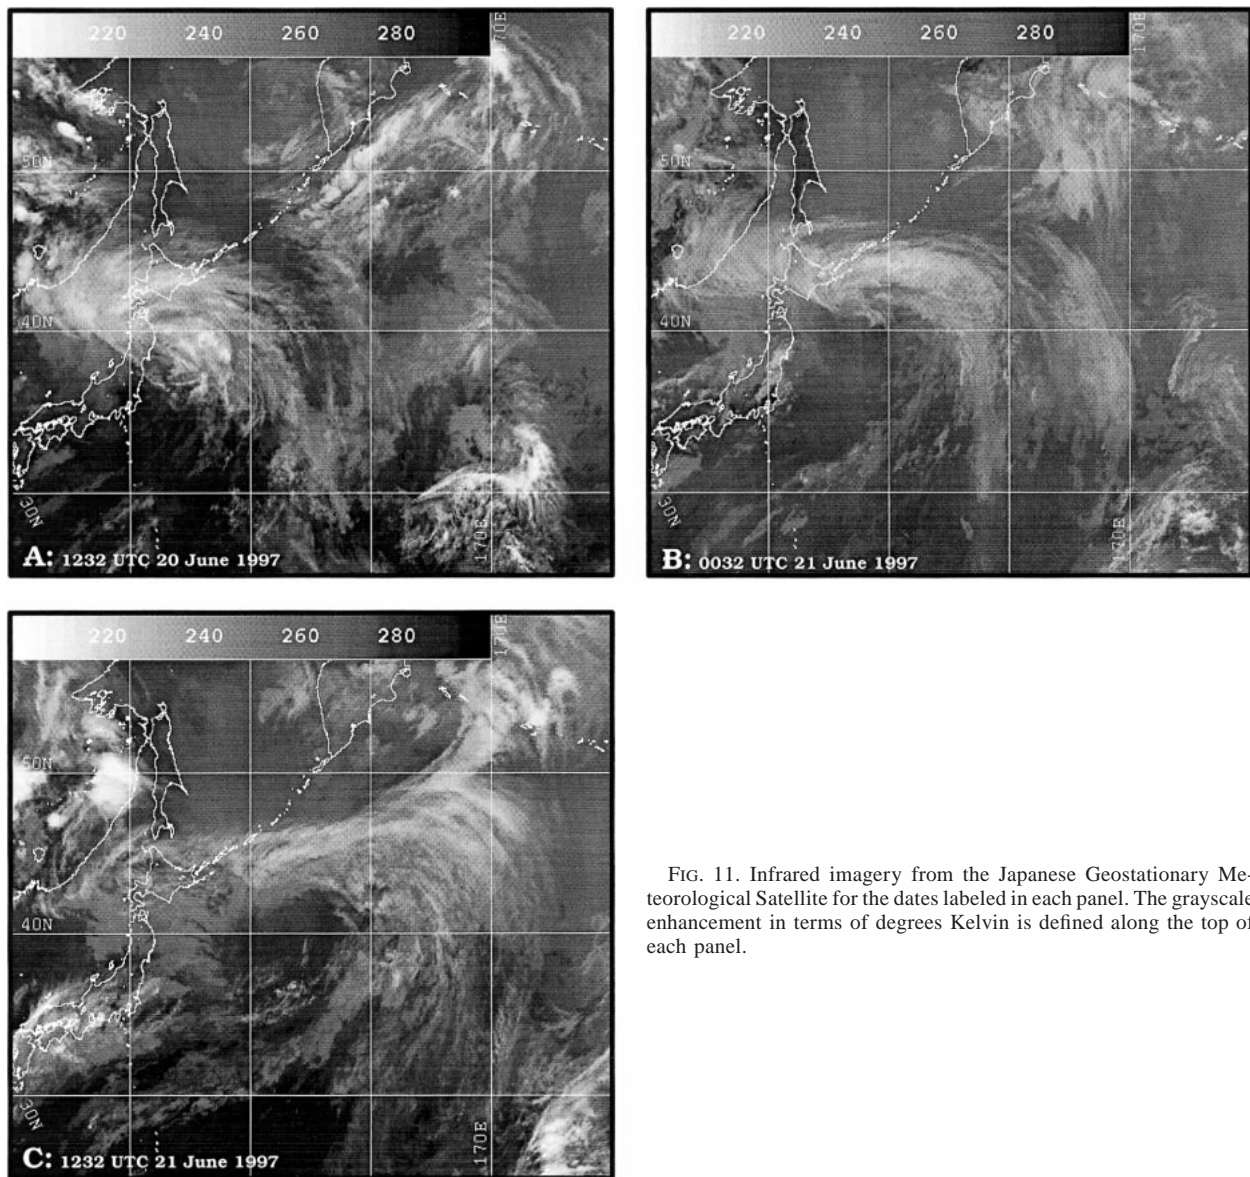 220 240 260 280
170E
50N
40N
30N
170E
A: 1232 UTC 20 June 1997
220 240 260 280
170E
50N
40N
30N
170E
B: 0032 UTC 21 June 1997
220 240 260 280
170E
50N
40N
30N
170E
C: 1232 UTC 21 June 1997
FIG. 11. Infrared imagery from the Japanese Geostationary Me-
teorological Satellite for the dates labeled in each panel. The grayscale
enhancement in terms of degrees Kelvin is defined along the top of
each panel.